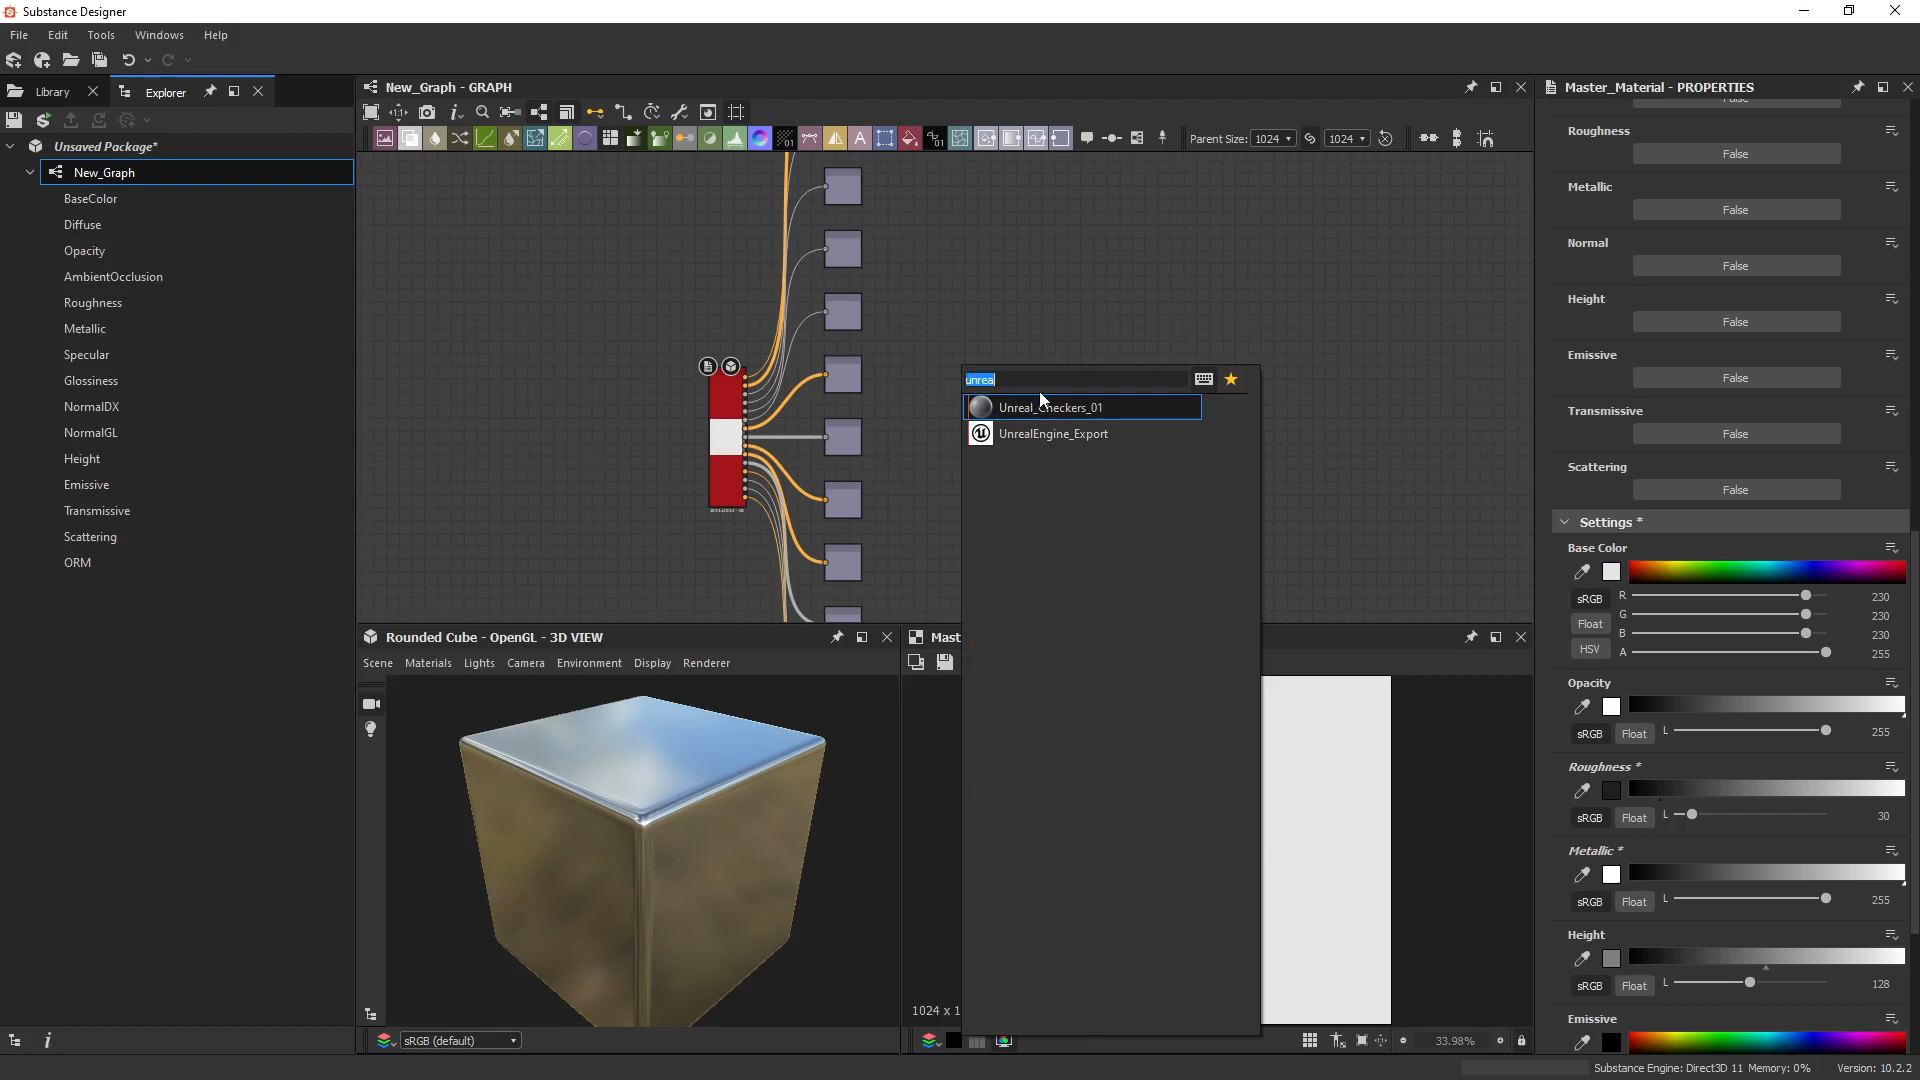 Substance Designer
File Edit Tools Windows Help
Library Explorer
Unsaved Package*
New_Graph
BaseColor
Diffuse
Opacity
AmbientOcclusion
Roughness
Metallic
Specular
Glossiness
NormalDX
NormalGL
Height
Emissive
Transmissive
Scattering
ORM
New_Graph - GRAPH
Parent Size: 1024 1024
unreal
Unreal_Checkers_01
UnrealEngine_Export
Rounded Cube - OpenGL - 3D VIEW
Scene Materials Lights Camera Environment Display Renderer
sRGB (default)
Mast
1024 x 1
33.98%
Master_Material - PROPERTIES
False
Roughness
False
Metallic
False
Normal
False
Height
False
Emissive
False
Transmissive
False
Scattering
False
Settings *
Base Color
sRGB R 230
Float G 230
B 230
HSV A 255
Opacity
sRGB Float L 255
Roughness *
sRGB Float L 30
Metallic *
sRGB Float L 255
Height
sRGB Float L 128
Emissive
Substance Engine: Direct3D 11 Memory: 0% Version: 10.2.2